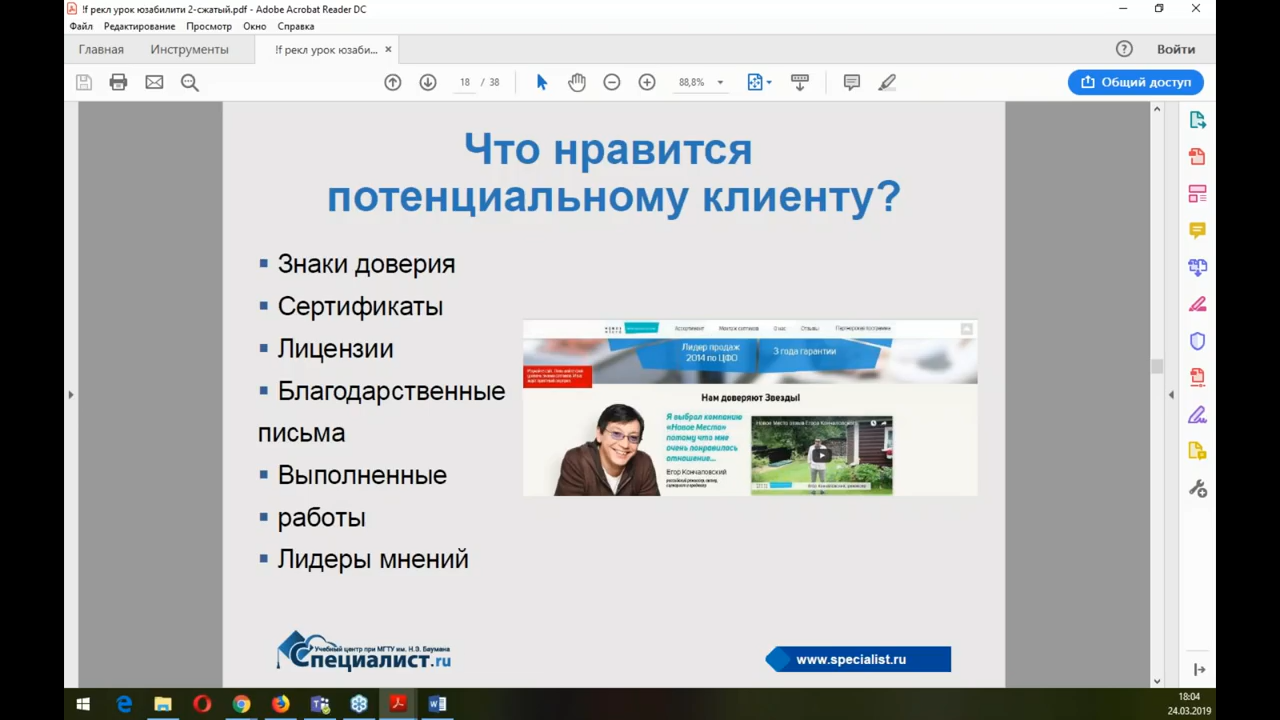 !f рекл урок юзабилити 2-сжатый.pdf - Adobe Acrobat Reader DC
Файл Редактирование Просмотр Окно Справка
Главная Инструменты !f рекл урок юзаби... × Войти
18 / 38 88,8% Общий доступ
Что нравится
потенциальному клиенту?
Знаки доверия
Сертификаты
Лицензии
Благодарственные
письма
Выполненные
работы
Лидеры мнений
Ассортимент Монтаж септиков О нас Отзывы Партнерская программа
Лидер продаж
2014 по ЦФО
3 года гарантии
Нам доверяют Звезды!
Я выбрал компанию
«Новое Место»
потому что мне
очень понравилось
отношение...
Егор Кончаловский
Учебный центр при МГТУ им. Н.Э. Баумана
Специалист.ru
www.specialist.ru
18:04
24.03.2019